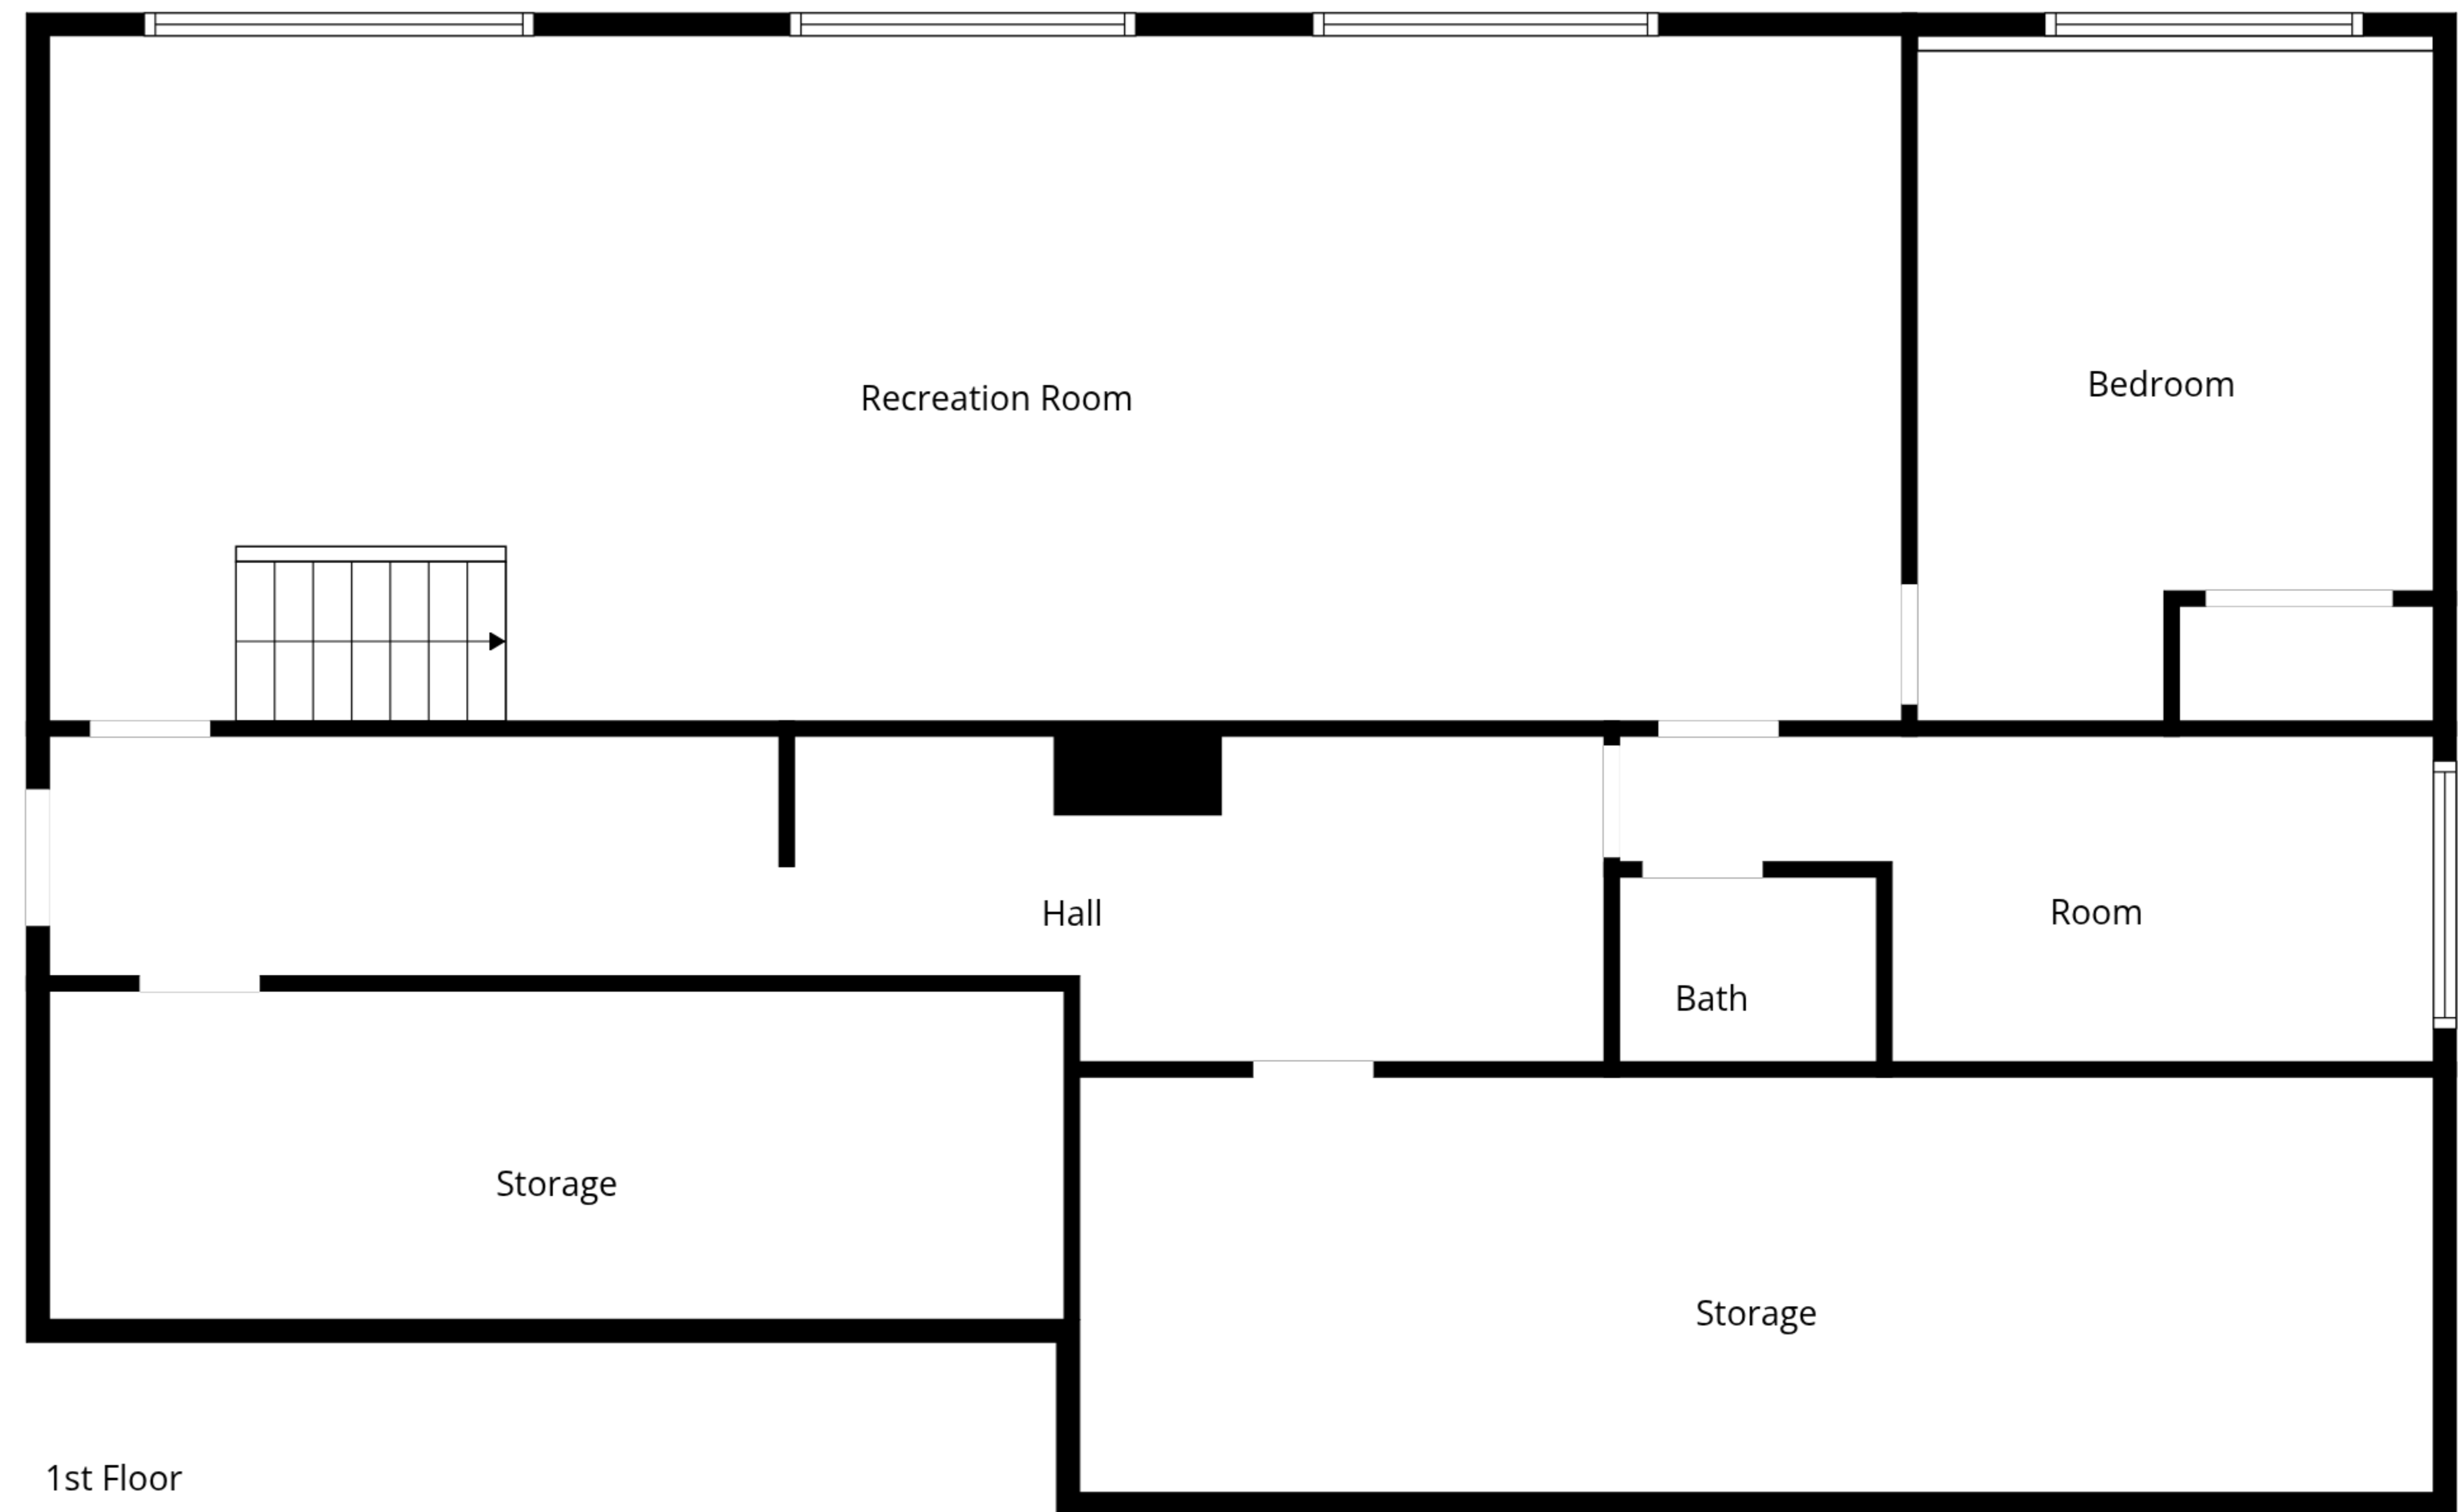 Recreation Room
Bedroom
Hall
Room
Bath
Storage
Storage
1st Floor